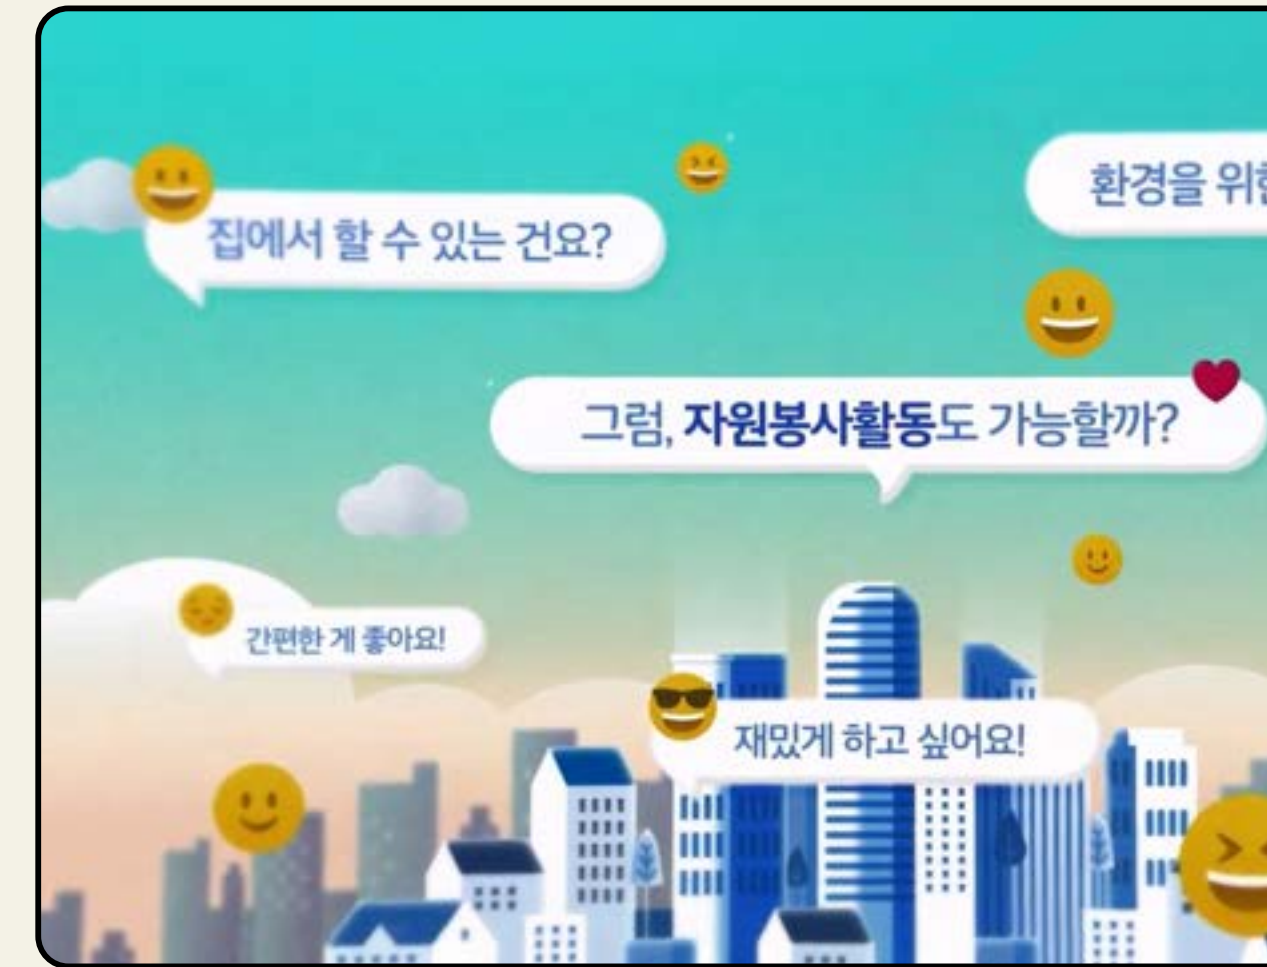 환경을
집에서 할 수 있는 건요?
그럼, 자원봉사활동도 가능할까?
간편한 게 좋아요!
재밌게 하고 싶어요!